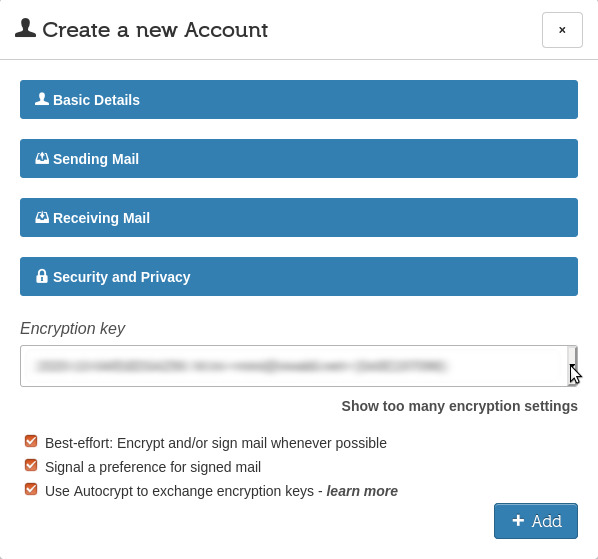 Create a new Account
×
Basic Details
Sending Mail
Receiving Mail
Security and Privacy
Encryption key
Show too many encryption settings
Best-effort: Encrypt and/or sign mail whenever possible
Signal a preference for signed mail
Use Autocrypt to exchange encryption keys - learn more
+ Add